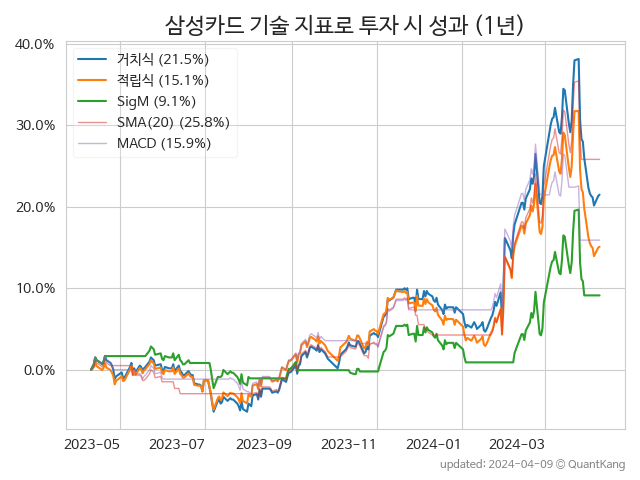 삼성카드 기술 지표로 투자 시 성과 (1년)
40.0%
30.0%
20.0%
10.0%
0.0%
거치식 (21.5%)
적립식 (15.1%)
SigM (9.1%)
SMA(20) (25.8%)
MACD (15.9%)
2023-05
2023-07
2023-09
2023-11
2024-01
2024-03
updated: 2024-04-09 © QuantKang